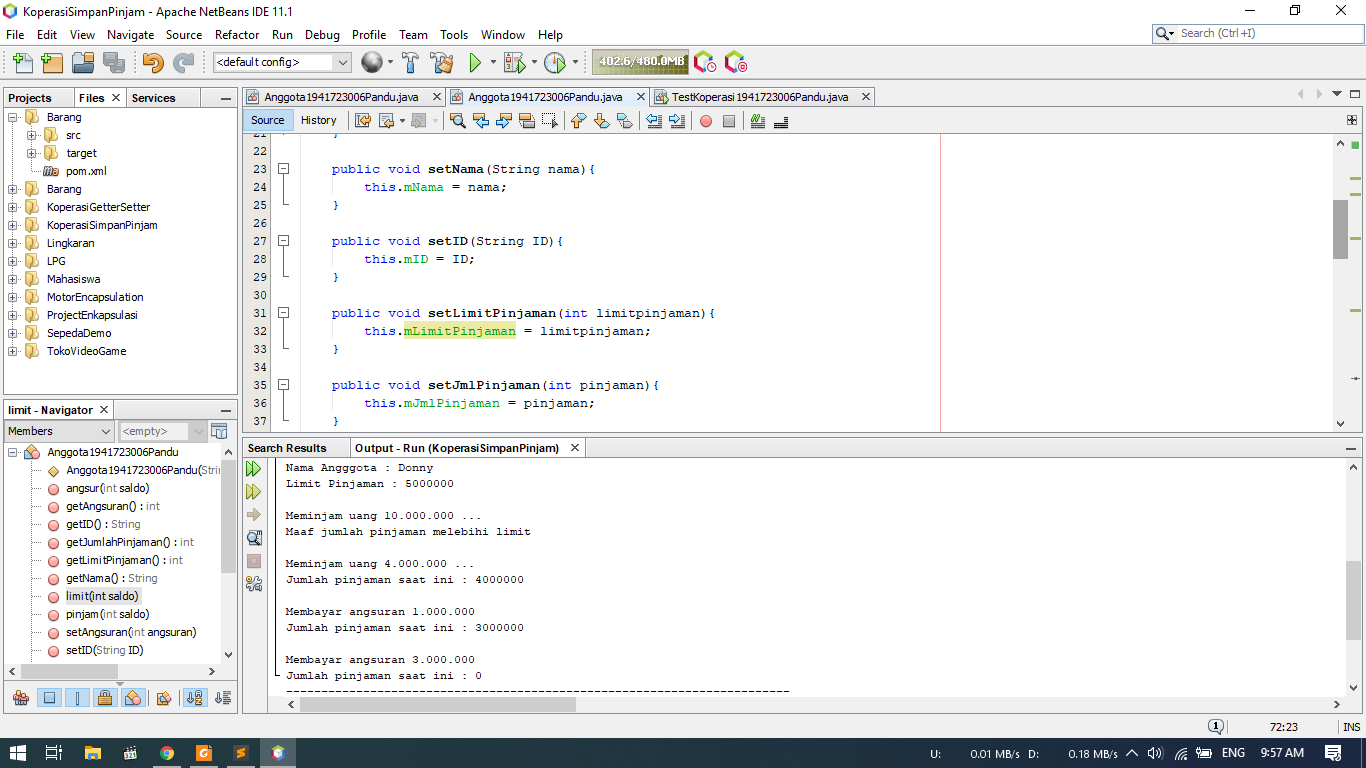 KoperasiSimpanPinjam - Apache NetBeans IDE 11.1
File Edit View Navigate Source Refactor Run Debug Profile Team Tools Window Help
Search (Ctrl+I)
<default config>
402.6/480.0MB
Projects Files Services
Barang
src
target
pom.xml
Barang
KoperasiGetterSetter
KoperasiSimpanPinjam
Lingkaran
LPG
Mahasiswa
MotorEncapsulation
ProjectEnkapsulasi
SepedaDemo
TokoVideoGame
limit - Navigator
Members <empty>
Anggota1941723006Pandu
Anggota1941723006Pandu(Strin
angsur(int saldo)
getAngsuran() : int
getID() : String
getJumlahPinjaman() : int
getLimitPinjaman() : int
getNama() : String
limit(int saldo)
pinjam(int saldo)
setAngsuran(int angsuran)
setID(String ID)
Anggota1941723006Pandu.java Anggota1941723006Pandu.java TestKoperasi1941723006Pandu.java
Source History
21 }
22
23 public void setNama(String nama){
24 this.mNama = nama;
25 }
26
27 public void setID(String ID){
28 this.mID = ID;
29 }
30
31 public void setLimitPinjaman(int limitpinjaman){
32 this.mLimitPinjaman = limitpinjaman;
33 }
34
35 public void setJmlPinjaman(int pinjaman){
36 this.mJmlPinjaman = pinjaman;
37 }
Search Results Output - Run (KoperasiSimpanPinjam)
Nama Angggota : Donny
Limit Pinjaman : 5000000
Meminjam uang 10.000.000 ...
Maaf jumlah pinjaman melebihi limit
Meminjam uang 4.000.000 ...
Jumlah pinjaman saat ini : 4000000
Membayar angsuran 1.000.000
Jumlah pinjaman saat ini : 3000000
Membayar angsuran 3.000.000
Jumlah pinjaman saat ini : 0
------------------------------------------------------------------------
1 72:23 INS
U: 0.01 MB/s D: 0.18 MB/s ENG 9:57 AM